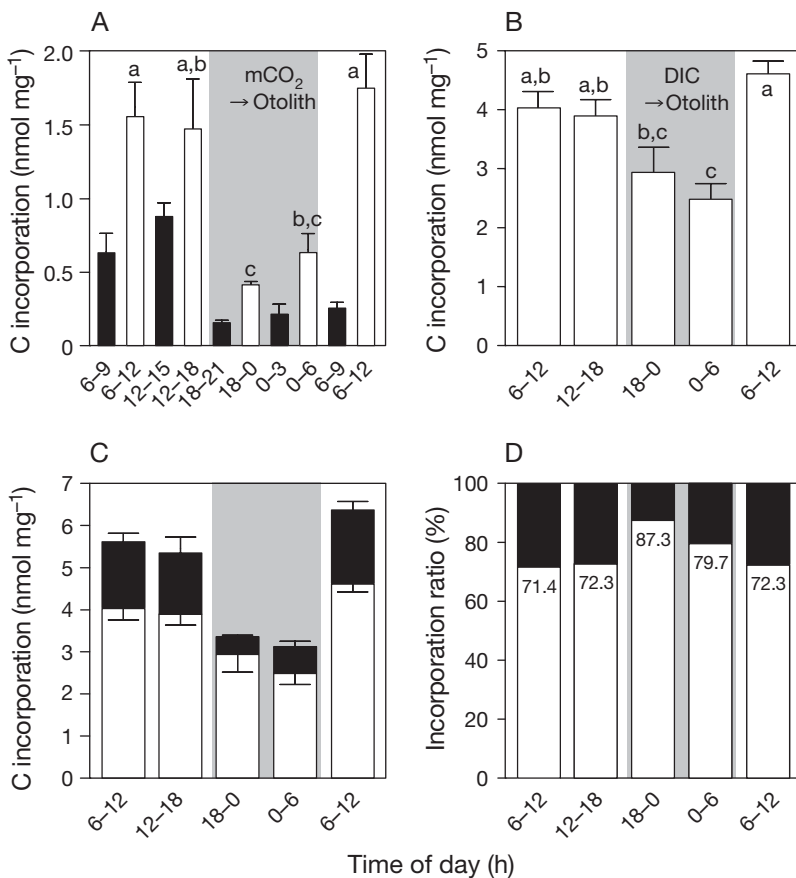 A
C incorporation (nmol mg⁻¹)
2.0
1.5
1.0
0.5
0
mCO₂
→ Otolith
a
a,b
c
b,c
a
6–9
6–12
12–15
12–18
18–21
18–0
0–3
0–6
6–9
6–12
B
C incorporation (nmol mg⁻¹)
5
4
3
2
1
0
DIC
→Otolith
a,b
a,b
b,c
c
a
6–12
12–18
18–0
0–6
6–12
C
C incorporation (nmol mg⁻¹)
7
6
5
4
3
2
1
0
6–12
12–18
18–0
0–6
6–12
D
Incorporation ratio (%)
100
80
60
40
20
0
71.4
72.3
87.3
79.7
72.3
6–12
12–18
18–0
0–6
6–12
Time of day (h)